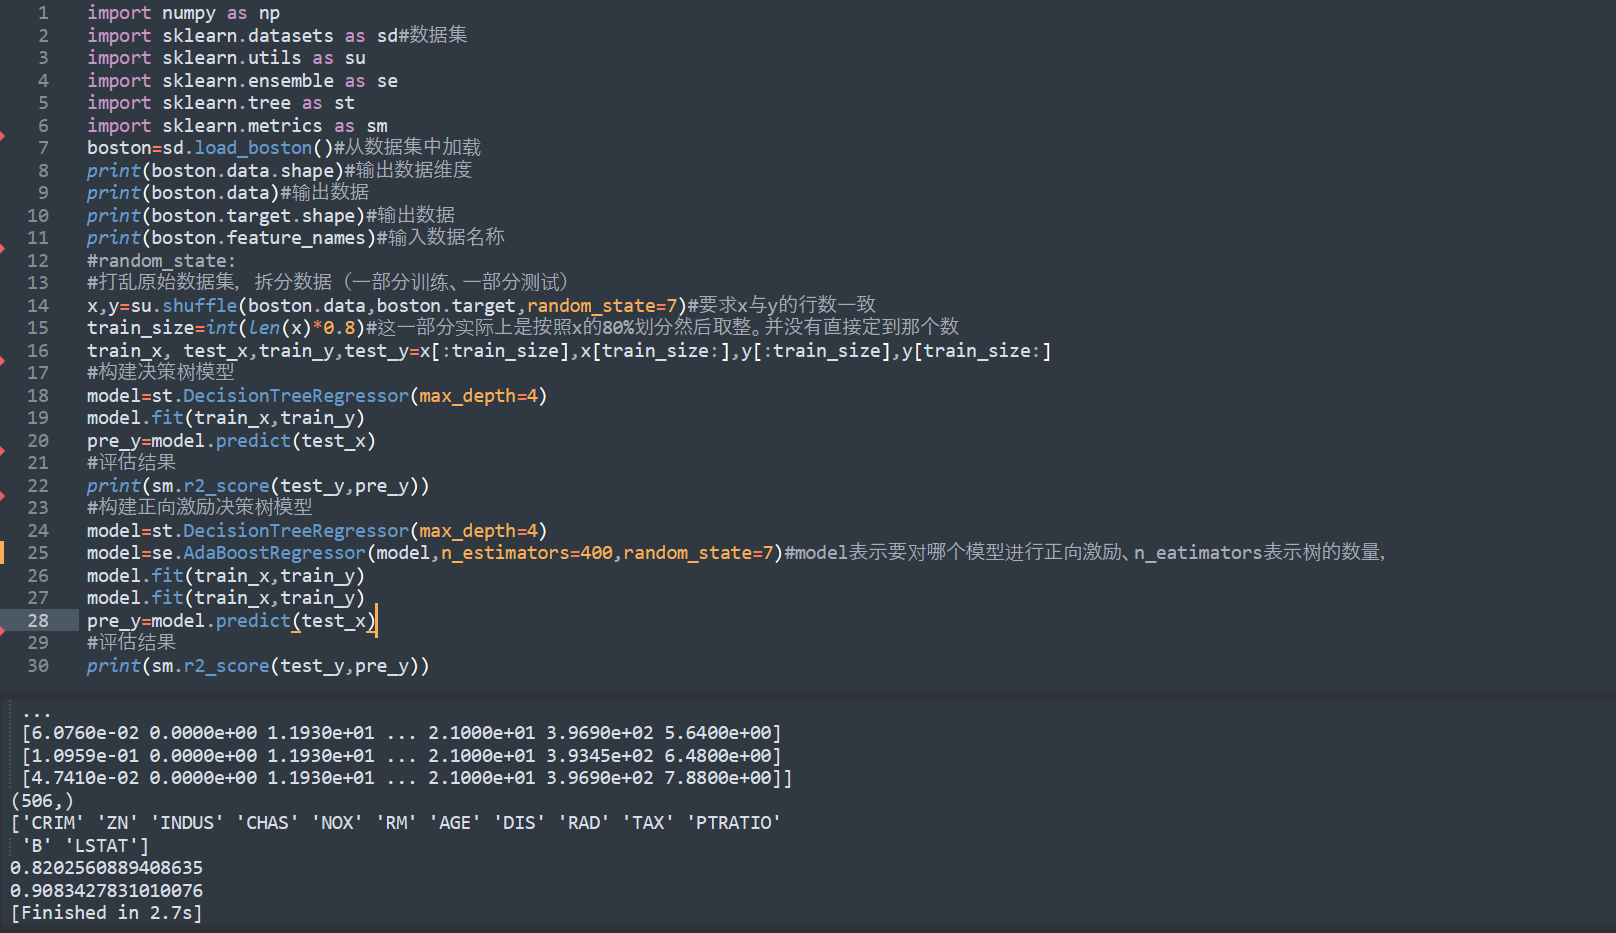 1 import numpy as np
2 import sklearn.datasets as sd#数据集
3 import sklearn.utils as su
4 import sklearn.ensemble as se
5 import sklearn.tree as st
6 import sklearn.metrics as sm
7 boston=sd.load_boston()#从数据集中加载
8 print(boston.data.shape)#输出数据维度
9 print(boston.data)#输出数据
10 print(boston.target.shape)#输出数据
11 print(boston.feature_names)#输入数据名称
12 #random_state:
13 #打乱原始数据集，拆分数据（一部分训练、一部分测试）
14 x,y=su.shuffle(boston.data,boston.target,random_state=7)#要求x与y的行数一致
15 train_size=int(len(x)*0.8)#这一部分实际上是按照x的80%划分然后取整。并没有直接定到那个数
16 train_x, test_x,train_y,test_y=x[:train_size],x[train_size:],y[:train_size],y[train_size:]
17 #构建决策树模型
18 model=st.DecisionTreeRegressor(max_depth=4)
19 model.fit(train_x,train_y)
20 pre_y=model.predict(test_x)
21 #评估结果
22 print(sm.r2_score(test_y,pre_y))
23 #构建正向激励决策树模型
24 model=st.DecisionTreeRegressor(max_depth=4)
25 model=se.AdaBoostRegressor(model,n_estimators=400,random_state=7)#model表示要对哪个模型进行正向激励、n_eatimators表示树的数量,
26 model.fit(train_x,train_y)
27 model.fit(train_x,train_y)
28 pre_y=model.predict(test_x)
29 #评估结果
30 print(sm.r2_score(test_y,pre_y))
...
[6.0760e-02 0.0000e+00 1.1930e+01 ... 2.1000e+01 3.9690e+02 5.6400e+00]
[1.0959e-01 0.0000e+00 1.1930e+01 ... 2.1000e+01 3.9345e+02 6.4800e+00]
[4.7410e-02 0.0000e+00 1.1930e+01 ... 2.1000e+01 3.9690e+02 7.8800e+00]]
(506,)
['CRIM' 'ZN' 'INDUS' 'CHAS' 'NOX' 'RM' 'AGE' 'DIS' 'RAD' 'TAX' 'PTRATIO'
'B' 'LSTAT']
0.8202560889408635
0.9083427831010076
[Finished in 2.7s]